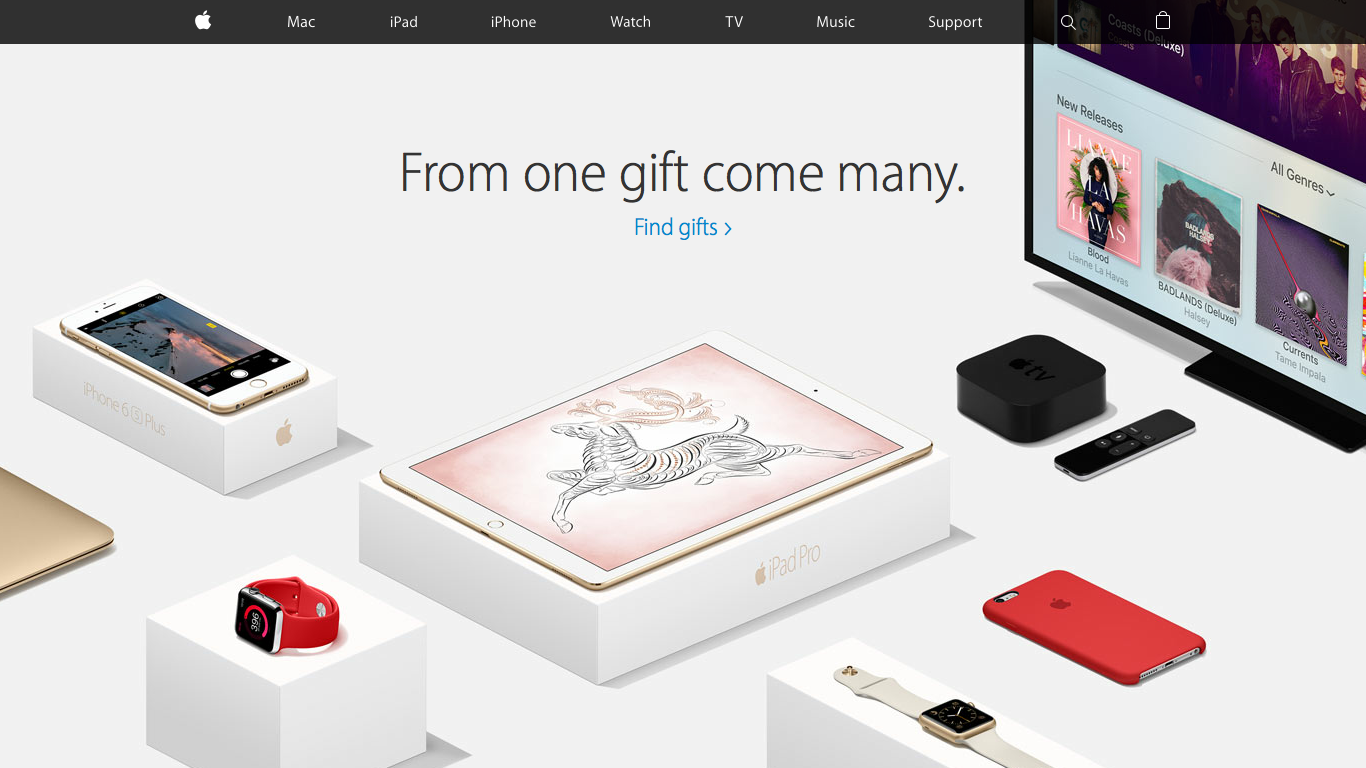 Mac
iPad
iPhone
Watch
TV
Music
Support
Coasts (Deluxe)
Coasts
From one gift come many.
Find gifts >
New Releases
All Genres
LIANNE
LA
HAVAS
Blood
Lianne La Havas
BADLANDS
HALSEY
BADLANDS (Deluxe)
Halsey
Currents
Tame Impala
iPhone 6s Plus
tv
iPad Pro
396